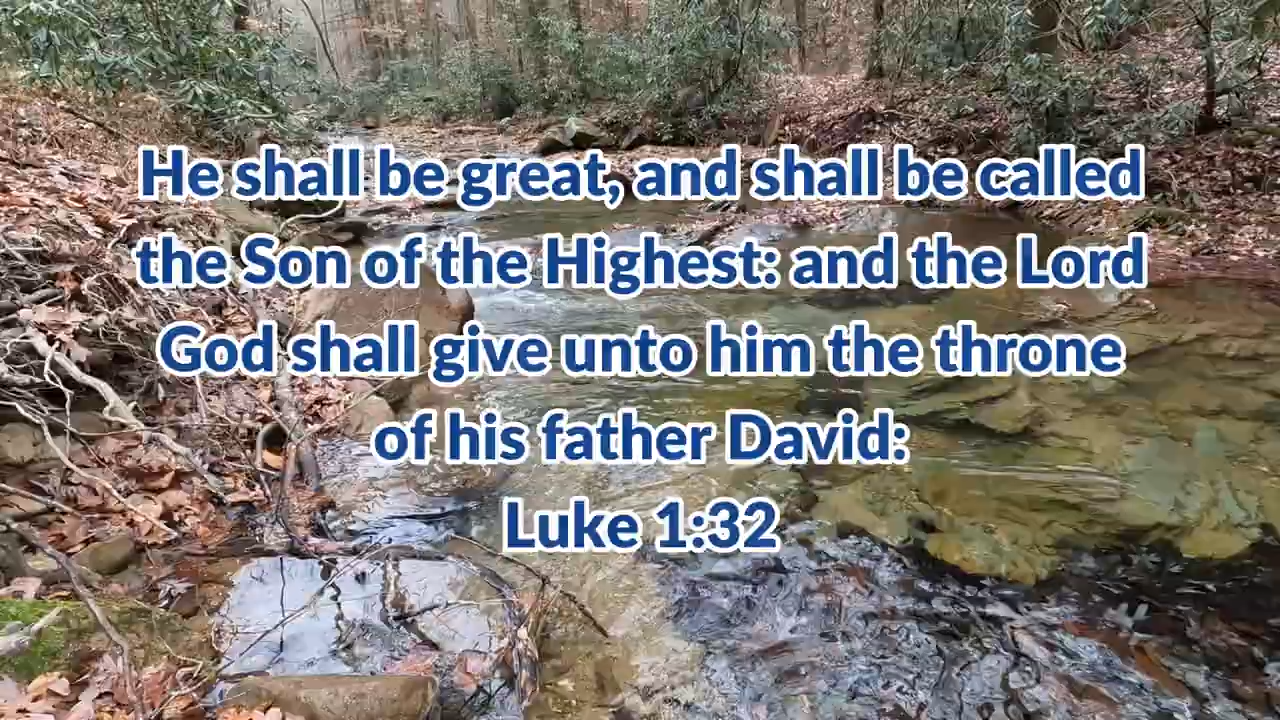 He shall be great, and shall be called
the Son of the Highest: and the Lord
God shall give unto him the throne
of his father David:
Luke 1:32